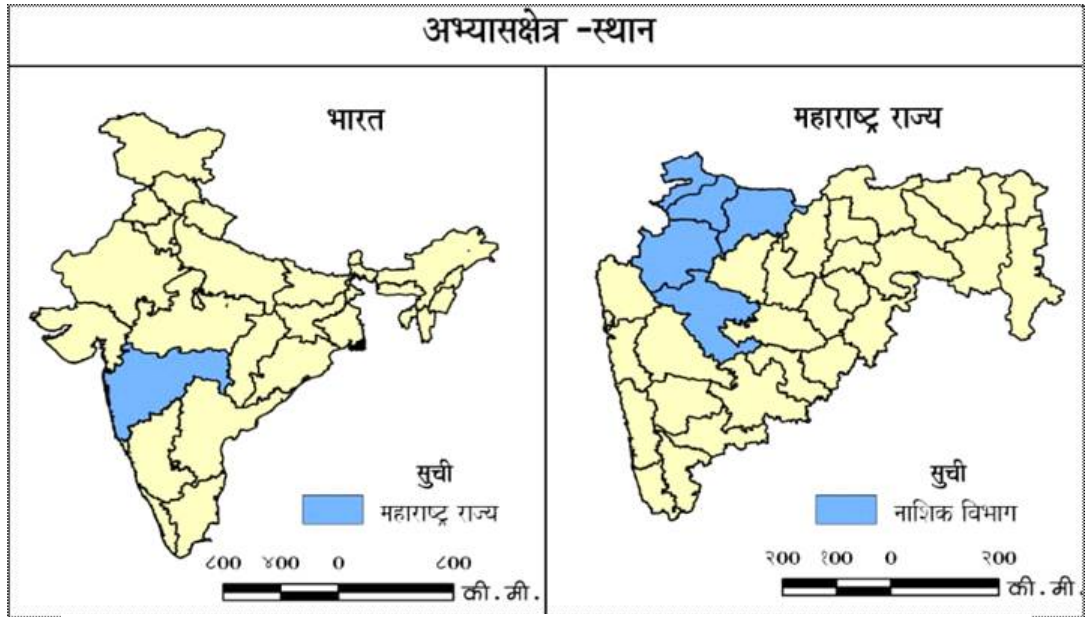 अभ्यासक्षेत्र -स्थान
भारत
सुची
महाराष्ट्र राज्य
८०० ४०० ० ८००
की.मी.
महाराष्ट्र राज्य
सुची
नाशिक विभाग
२०० १०० ० २००
की.मी.